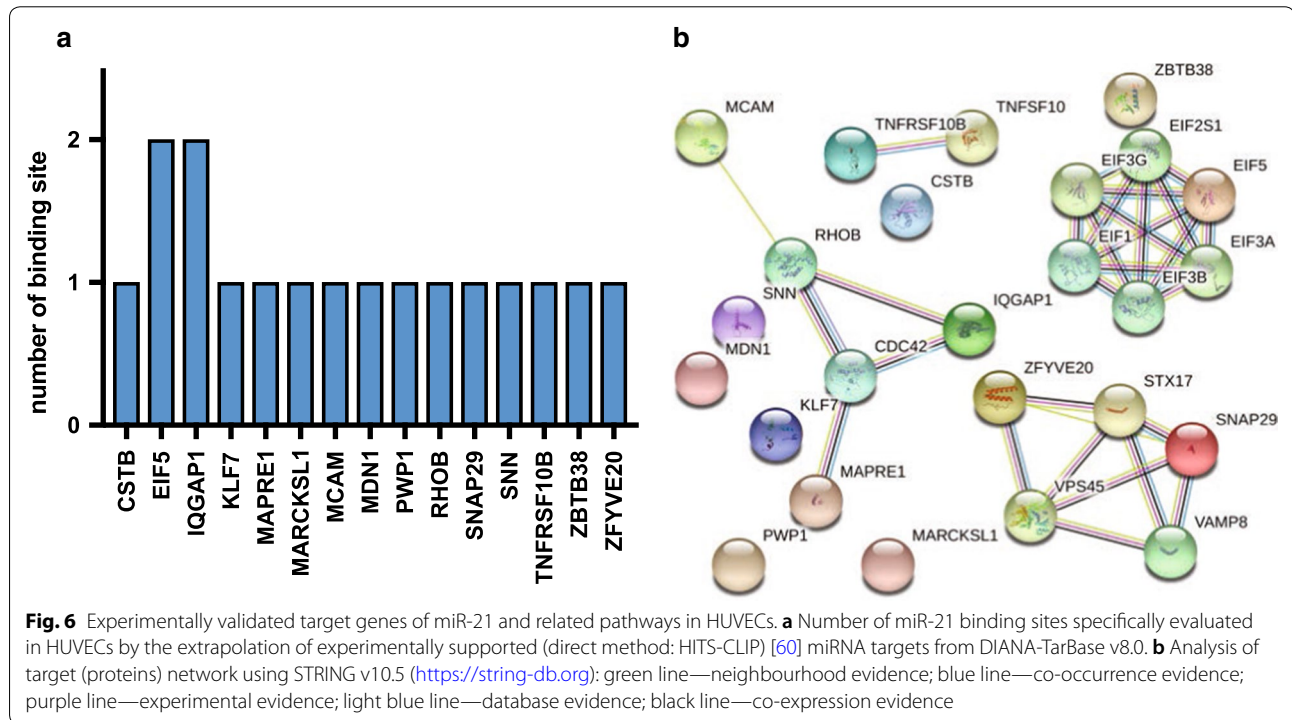 a
number of binding site
2
1
0
CSTB
EIF5
IQGAP1
KLF7
MAPRE1
MARCKSL1
MCAM
MDN1
PWP1
RHOB
SNAP29
SNN
TNFRSF10B
ZBTB38
ZFYVE20
b
ZBTB38
MCAM
TNFSF10
TNFRSF10B
EIF2S1
EIF3G
EIF5
CSTB
RHOB
EIF1
EIF3A
EIF3B
SNN
IQGAP1
MDN1
CDC42
ZFYVE20
STX17
KLF7
SNAP29
MAPRE1
VPS45
VAMP8
PWP1
MARCKSL1
Fig. 6 Experimentally validated target genes of miR-21 and related pathways in HUVECs. a Number of miR-21 binding sites specifically evaluated
in HUVECs by the extrapolation of experimentally supported (direct method: HITS-CLIP) [60] miRNA targets from DIANA-TarBase v8.0. b Analysis of
target (proteins) network using STRING v10.5 (https://string-db.org): green line—neighbourhood evidence; blue line—co-occurrence evidence;
purple line—experimental evidence; light blue line—database evidence; black line—co-expression evidence